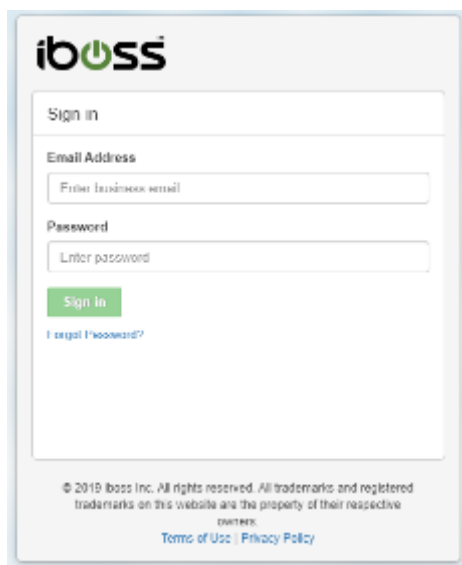 iboss
Sign in
Email Address
Enter business email
Password
Enter password
Sign in
Forgot Password?
© 2019 iboss Inc. All rights reserved. All trademarks and registered
trademarks on this website are the property of their respective
owners.
Terms of Use | Privacy Policy